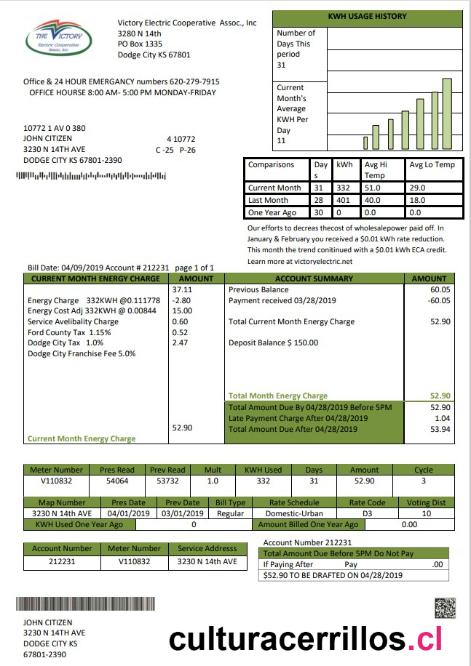 THE VICTORY
Electric Cooperative
Assn., Inc
Victory Electric Cooperative Assoc., Inc
3280 N 14th
PO Box 1335
Dodge City KS 67801
Office & 24 HOUR EMERGANCY numbers 620-279-7915
OFFICE HOURSE 8:00 AM- 5:00 PM MONDAY-FRIDAY
10772 1 AV 0 380
JOHN CITIZEN 4 10772
3230 N 14TH AVE C -25 P-26
DODGE CITY KS 67801-2390
KWH USAGE HISTORY
Number of
Days This
period
31
Current
Month's
Average
KWH Per
Day
11
Comparisons Day s kWh Avg Hi Temp Avg Lo Temp
Current Month 31 332 51.0 29.0
Last Month 28 401 40.0 18.0
One Year Ago 30 0 0.0 0.0
Our efforts to decreas thecost of wholesalepower paid off. In
January & February you received a $0.01 kWh rate reduction.
This month the trend continued with a $0.01 kWh ECA credit.
Learn more at victoryelectric.net
Bill Date: 04/09/2019 Account # 212231 page 1 of 1
CURRENT MONTH ENERGY CHARGE AMOUNT ACCOUNT SUMMARY AMOUNT
37.11 Previous Balance 60.05
Energy Charge 332KWH @0.111778 -2.80 Payment received 03/28/2019 -60.05
Energy Cost Adj 332KWH @ 0.00844 15.00
Service Avelibality Charge 0.60 Total Current Month Energy Charge 52.90
Ford County Tax 1.15% 0.52
Dodge City Tax 1.0% 2.47 Deposit Balance $ 150.00
Dodge City Franchise Fee 5.0%
Total Month Energy Charge 52.90
Total Amount Due By 04/28/2019 Before 5PM 52.90
Late Payment Charge After 04/28/2019 1.04
52.90 Total Amount Due After 04/28/2019 53.94
Current Month Energy Charge
Meter Number Pres Read Prev Read Mult KWH Used Days Amount Cycle
V110832 54064 53732 1.0 332 31 52.90 3
Map Number Pres Date Prev Date Bill Type Rate Schedule Rate Code Voting Dist
3230 N 14TH AVE 04/01/2019 03/01/2019 Regular Domestic-Urban D3 10
KWH Used One Year Ago 0 Amount Billed One Year Ago 0.00
Account Number Meter Number Service Addresss
212231 V110832 3230 N 14TH AVE
Account Number 212231
Total Amount Due Before 5PM Do Not Pay
If Paying After Pay .00
$52.90 TO BE DRAFTED ON 04/28/2019
JOHN CITIZEN
3230 N 14TH AVE
DODGE CITY KS
67801-2390
culturacerrillos.cl